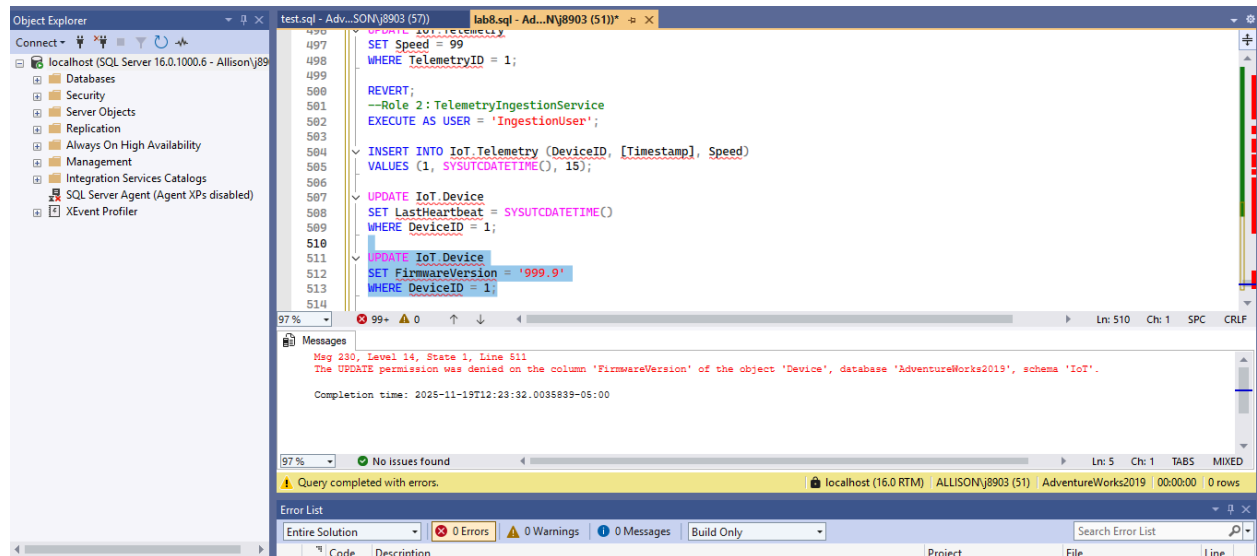 Object Explorer
Connect
localhost (SQL Server 16.0.1000.6 - Allison\j89
Databases
Security
Server Objects
Replication
Always On High Availability
Management
Integration Services Catalogs
SQL Server Agent (Agent XPs disabled)
XEvent Profiler
test.sql - Adv...SON\j8903 (57))
lab8.sql - Ad...N\j8903 (51))*
496 UPDATE IoT.Telemetry
497 SET Speed = 99
498 WHERE TelemetryID = 1;
499
500 REVERT;
501 --Role 2：TelemetryIngestionService
502 EXECUTE AS USER = 'IngestionUser';
503
504 INSERT INTO IoT.Telemetry (DeviceID, [Timestamp], Speed)
505 VALUES (1, SYSUTCDATETIME(), 15);
506
507 UPDATE IoT.Device
508 SET LastHeartbeat = SYSUTCDATETIME()
509 WHERE DeviceID = 1;
510
511 UPDATE IoT.Device
512 SET FirmwareVersion = '999.9'
513 WHERE DeviceID = 1;
514
97 % 99+ 0 Ln: 510 Ch: 1 SPC CRLF
Messages
Msg 230, Level 14, State 1, Line 511
The UPDATE permission was denied on the column 'FirmwareVersion' of the object 'Device', database 'AdventureWorks2019', schema 'IoT'.
Completion time: 2025-11-19T12:23:32.0035839-05:00
97 % No issues found Ln: 5 Ch: 1 TABS MIXED
Query completed with errors. localhost (16.0 RTM) ALLISON\j8903 (51) AdventureWorks2019 00:00:00 0 rows
Error List
Entire Solution 0 Errors 0 Warnings 0 Messages Build Only Search Error List
Code Description Project File Line